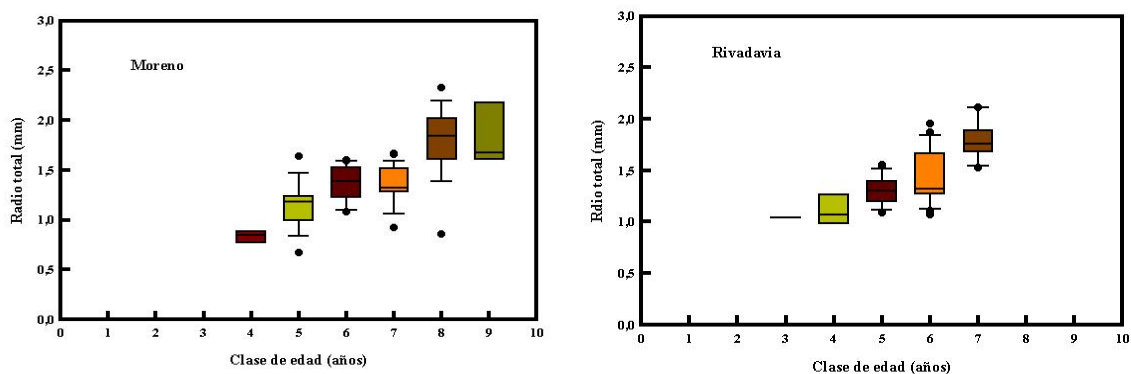 Moreno
Radio total (mm)
3,0
2,5
2,0
1,5
1,0
0,5
0,0
0 1 2 3 4 5 6 7 8 9 10
Clase de edad (años)
Rivadavia
Rdio total (mm)
3,0
2,5
2,0
1,5
1,0
0,5
0,0
0 1 2 3 4 5 6 7 8 9 10
Clase de edad (años)